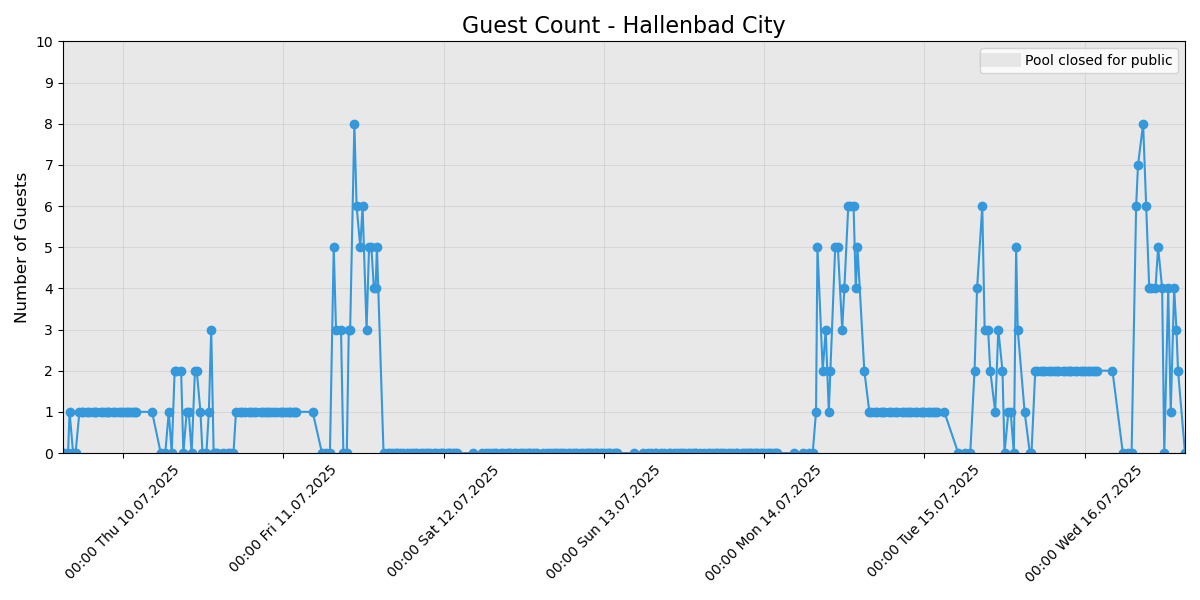 Guest Count - Hallenbad City
Pool closed for public
Number of Guests
10
9
8
7
6
5
4
3
2
1
0
00:00 Thu 10.07.2025
00:00 Fri 11.07.2025
00:00 Sat 12.07.2025
00:00 Sun 13.07.2025
00:00 Mon 14.07.2025
00:00 Tue 15.07.2025
00:00 Wed 16.07.2025